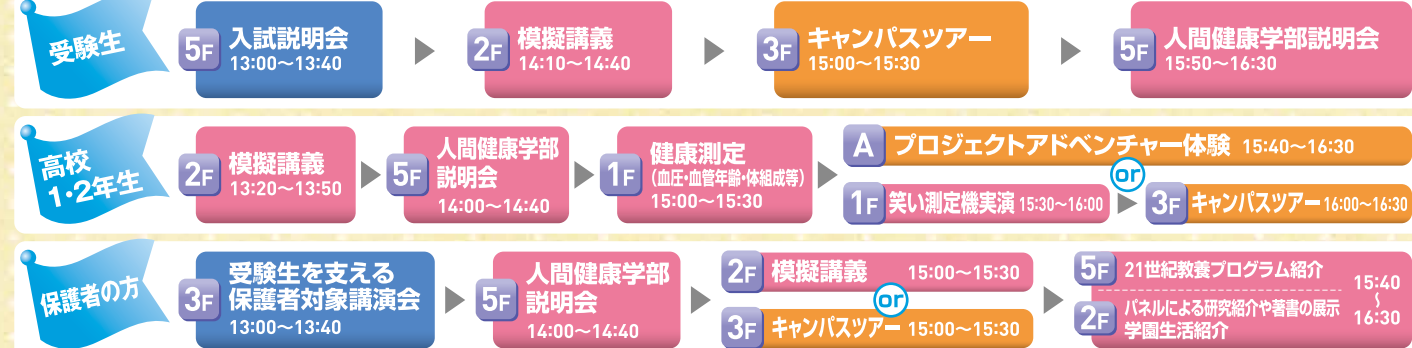 受験生
5F 入試説明会
13:00〜13:40
2F 模擬講義
14:10〜14:40
3F キャンパスツアー
15:00〜15:30
5F 人間健康学部説明会
15:50〜16:30
高校
1・2年生
2F 模擬講義
13:20〜13:50
5F 人間健康学部
説明会
14:00〜14:40
1F 健康測定
(血圧・血管年齢・体組成等)
15:00〜15:30
A プロジェクトアドベンチャー体験 15:40〜16:30
or
1F 笑い測定機実演 15:30〜16:00
3F キャンパスツアー 16:00〜16:30
保護者の方
3F 受験生を支える
保護者対象講演会
13:00〜13:40
5F 人間健康学部
説明会
14:00〜14:40
2F 模擬講義 15:00〜15:30
or
3F キャンパスツアー 15:00〜15:30
5F 21世紀教養プログラム紹介
2F パネルによる研究紹介や著書の展示
学園生活紹介
15:40
〜
16:30